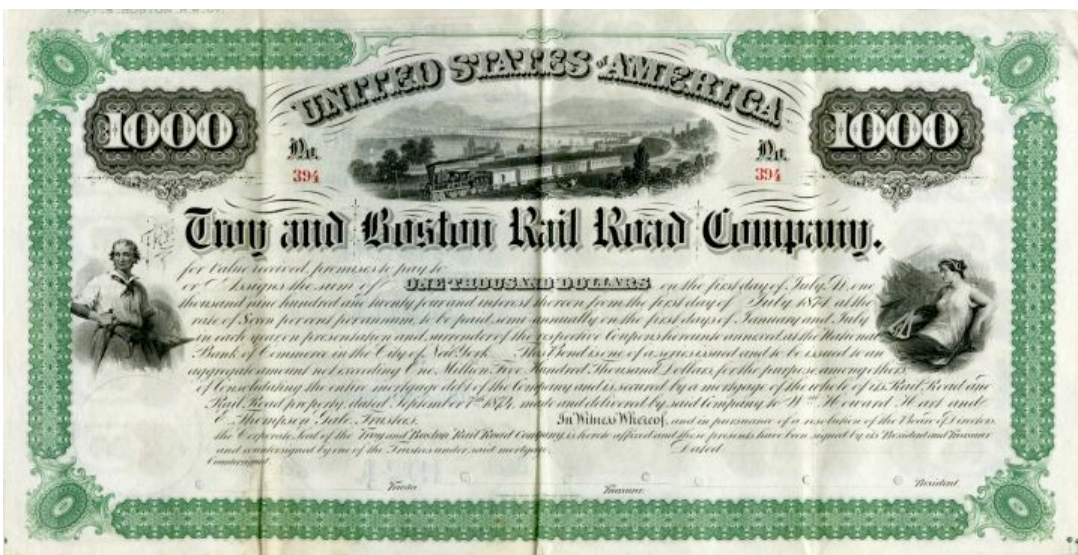 TROY & BOSTON R.R. CO.
UNITED STATES OF AMERICA
1000
1000
No. 394
No. 394
Troy and Boston Rail Road Company.
for Value received, promises to pay to
or Assigns the sum of ONE THOUSAND DOLLARS on the first day of July A.D. one
thousand nine hundred and twenty four and interest thereon from the first day of July 1874 at the
rate of Seven per cent per annum, to be paid semi-annually on the first days of January and July
in each year on presentation and surrender of the respective Coupons hereunto annexed at the National
Bank of Commerce in the City of New York. This Bond is one of a series issued and to be issued to an
aggregate amount not exceeding One Million Five Hundred Thousand Dollars, for the purpose among others
of Consolidating the entire mortgage debt of the Company and is secured by a mortgage of the whole of its Rail Road and
Rail Road property, dated September 1st 1874, made and delivered by said Company to Wm Howard Hart and
E. Thompson Gale, Trustees. In Witness Whereof, and in pursuance of a resolution of the Board of Directors
the Corporate Seal of the Troy and Boston Rail Road Company is hereto affixed and these presents have been signed by its President and Treasurer
and countersigned by one of the Trustees under said mortgage. Dated
Countersigned
Trustee.
Treasurer.
President